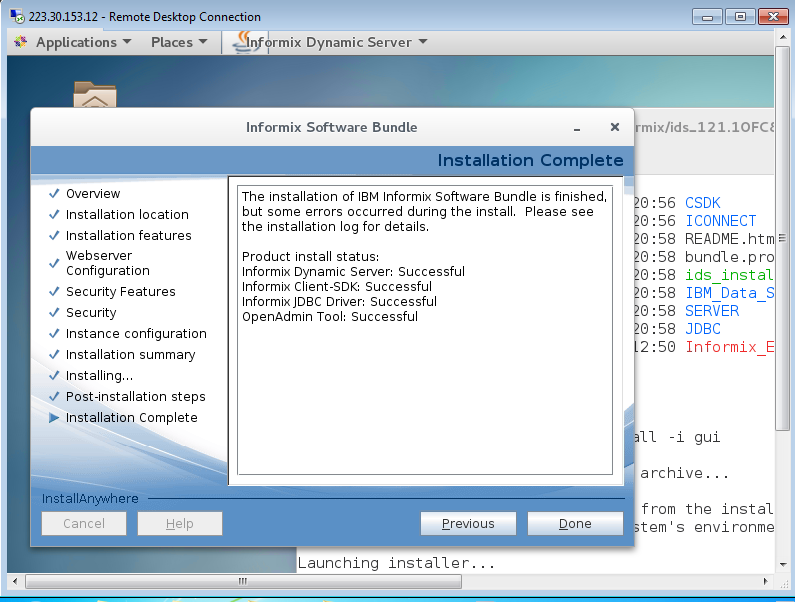 223.30.153.12 - Remote Desktop Connection
Applications Places Informix Dynamic Server
Informix Software Bundle
rmix/ids_121.1OFC8
Installation Complete
Overview
Installation location
Installation features
Webserver
Configuration
Security Features
Security
Instance configuration
Installation summary
Installing...
Post-installation steps
Installation Complete
The installation of IBM Informix Software Bundle is finished,
but some errors occurred during the install. Please see
the installation log for details.
Product install status:
Informix Dynamic Server: Successful
Informix Client-SDK: Successful
Informix JDBC Driver: Successful
OpenAdmin Tool: Successful
20:56 CSDK
20:56 ICONNECT
20:58 README.htm
20:58 bundle.pro
20:58 ids_instal
20:58 IBM_Data_S
20:58 SERVER
20:58 JDBC
12:50 Informix_E
all -i gui
archive...
from the instal
stem's environme
InstallAnywhere
Cancel Help Previous Done
Launching installer...